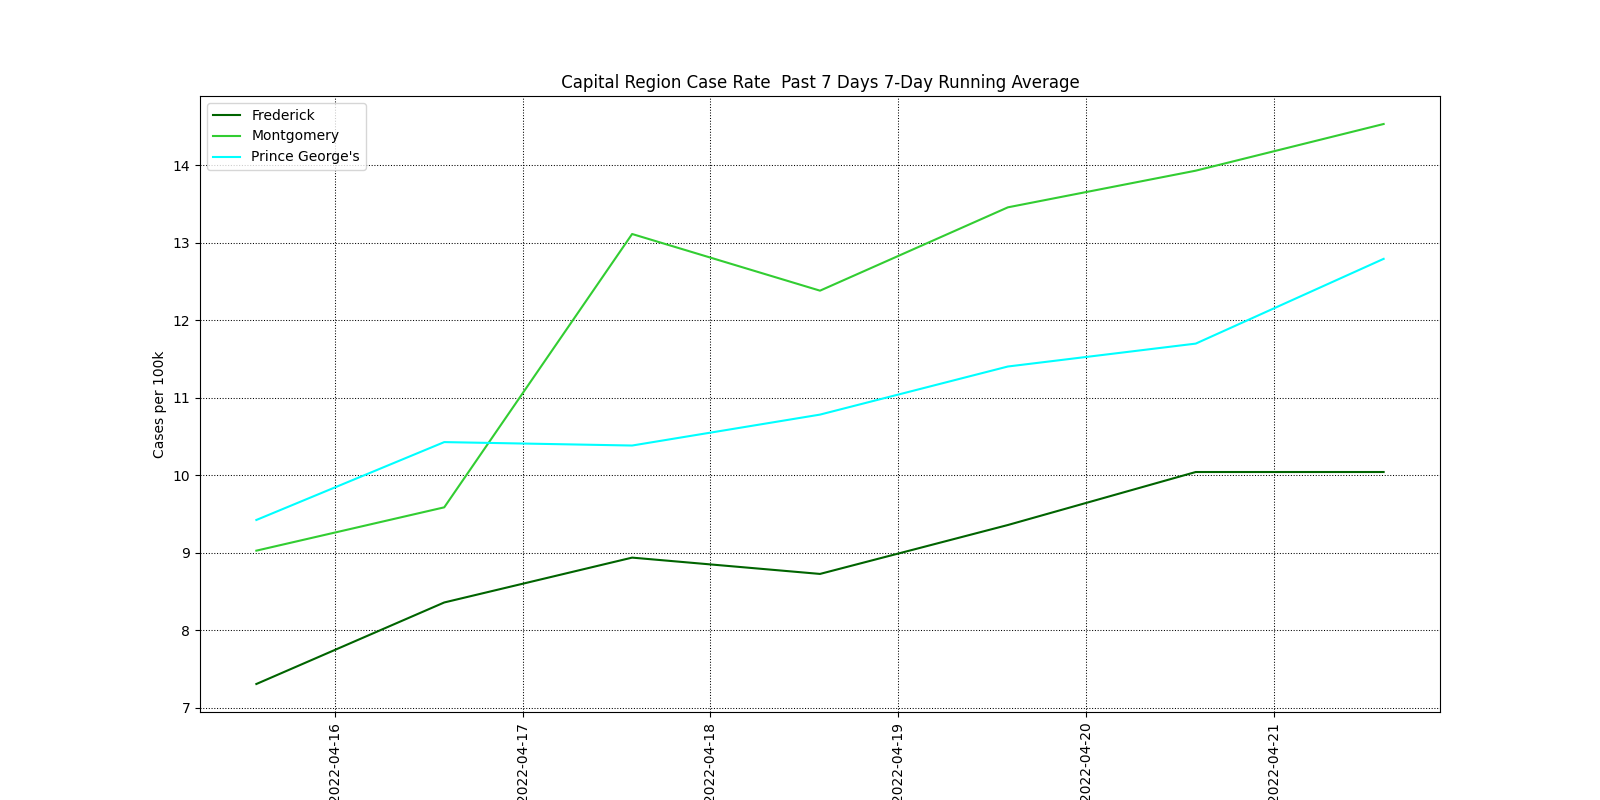 Capital Region Case Rate  Past 7 Days 7-Day Running Average
Frederick
Montgomery
Prince George's
14
13
12
11
10
9
8
7
Cases per 100k
2022-04-16
2022-04-17
2022-04-18
2022-04-19
2022-04-20
2022-04-21